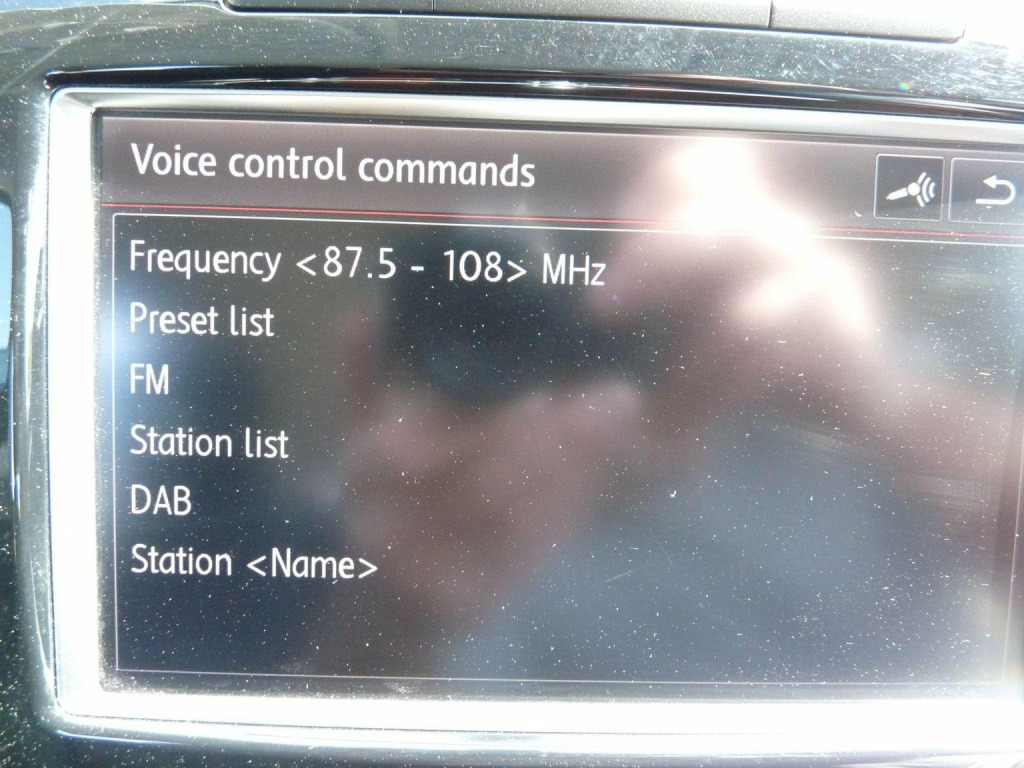 Voice control commands
Frequency <87.5 - 108> MHz
Preset list
FM
Station list
DAB
Station <Name>